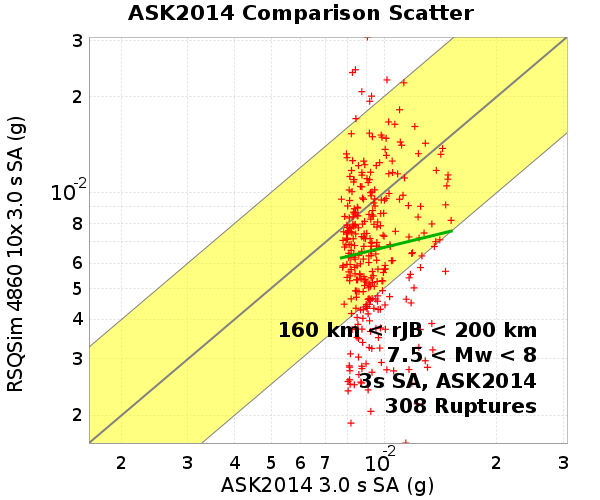 ASK2014 Comparison Scatter
RSQSim 4860 10x 3.0 s SA (g)
3
2
10-2
8
6
5
4
3
2
160 km < rJB < 200 km
7.5 < Mw < 8
3s SA, ASK2014
308 Ruptures
2 3 4 5 6 7 10-2 2 3
ASK2014 3.0 s SA (g)